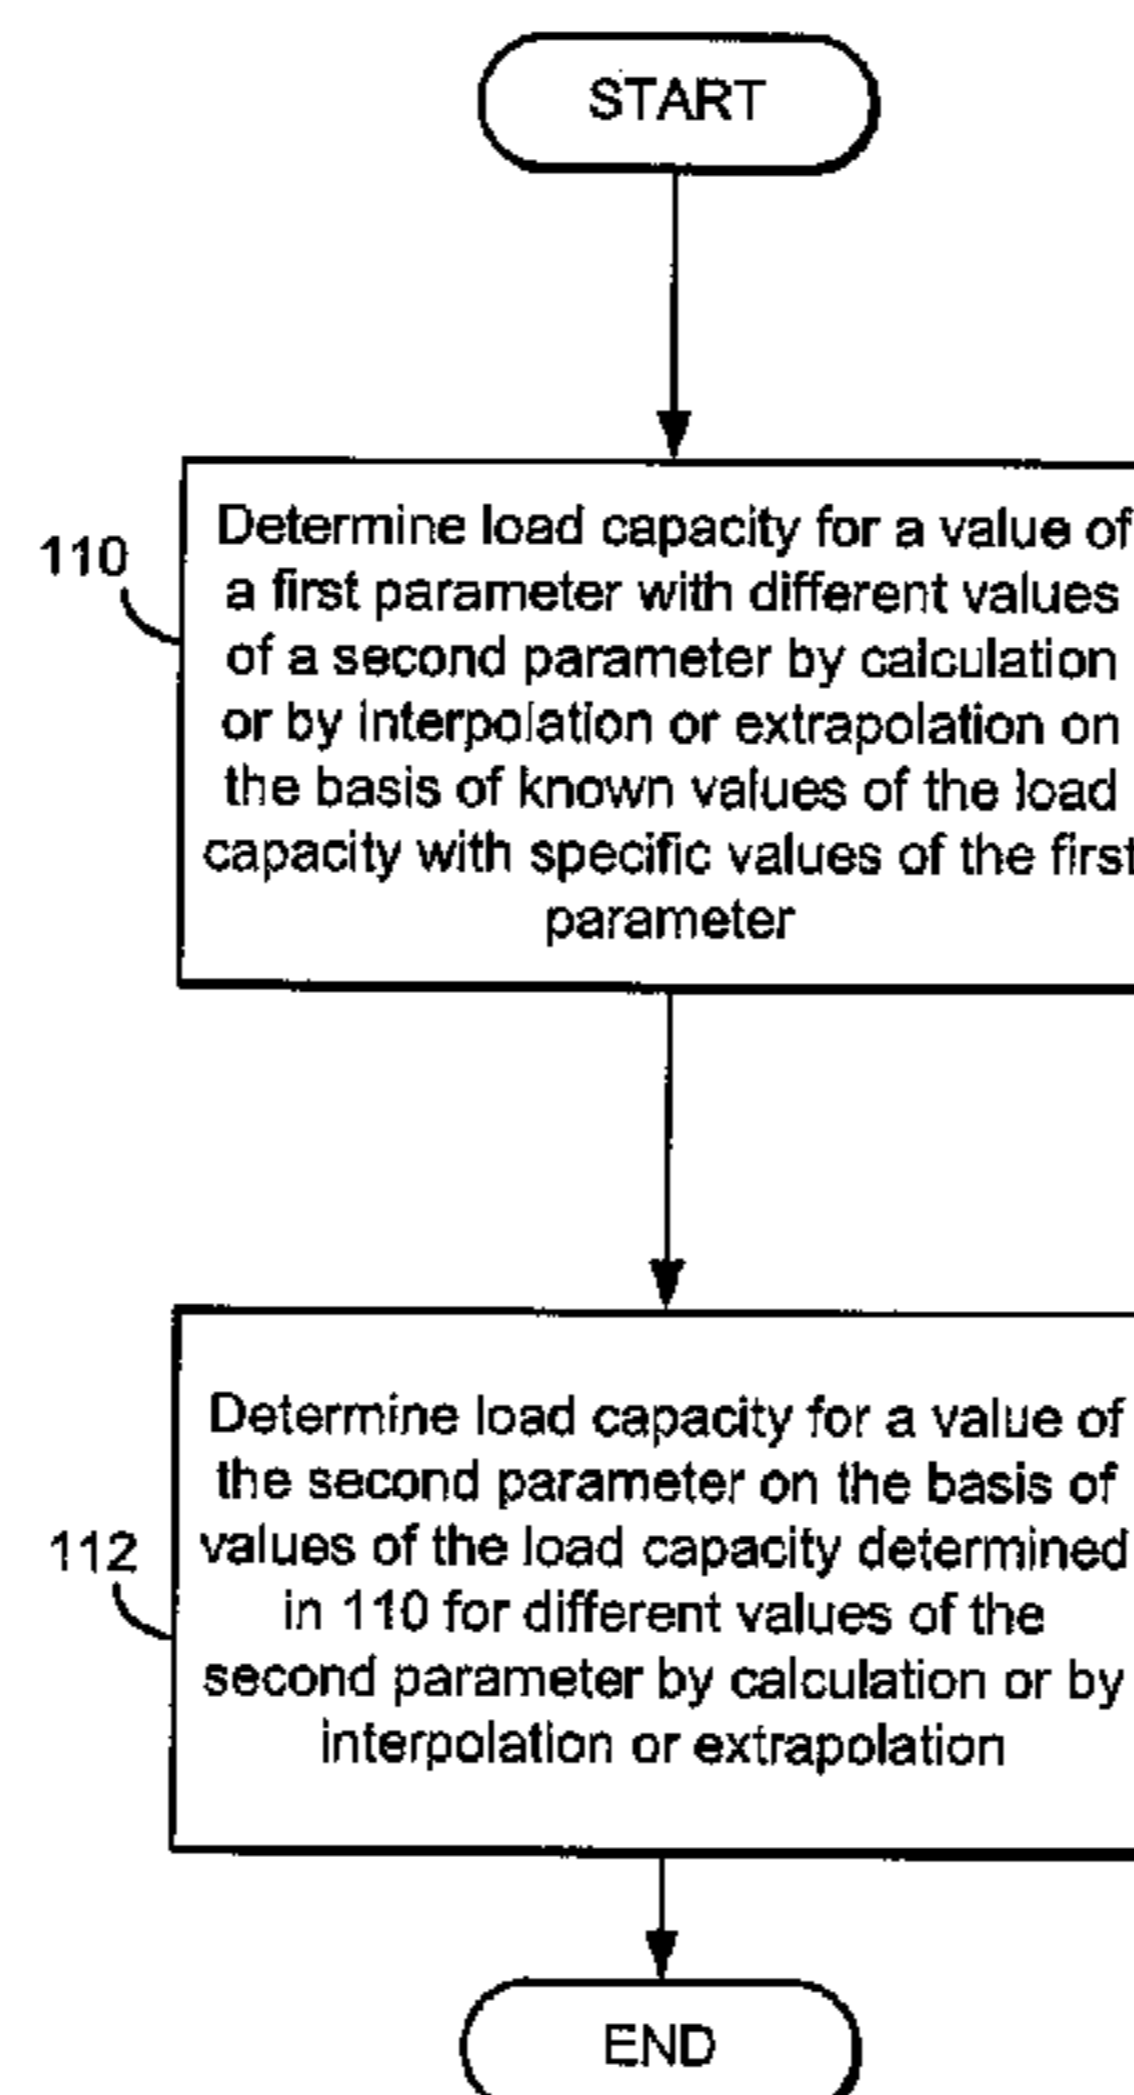 START
110
Determine load capacity for a value of
a first parameter with different values
of a second parameter by calculation
or by interpolation or extrapolation on
the basis of known values of the load
capacity with specific values of the first
parameter
112
Determine load capacity for a value of
the second parameter on the basis of
values of the load capacity determined
in 110 for different values of the
second parameter by calculation or by
interpolation or extrapolation
END